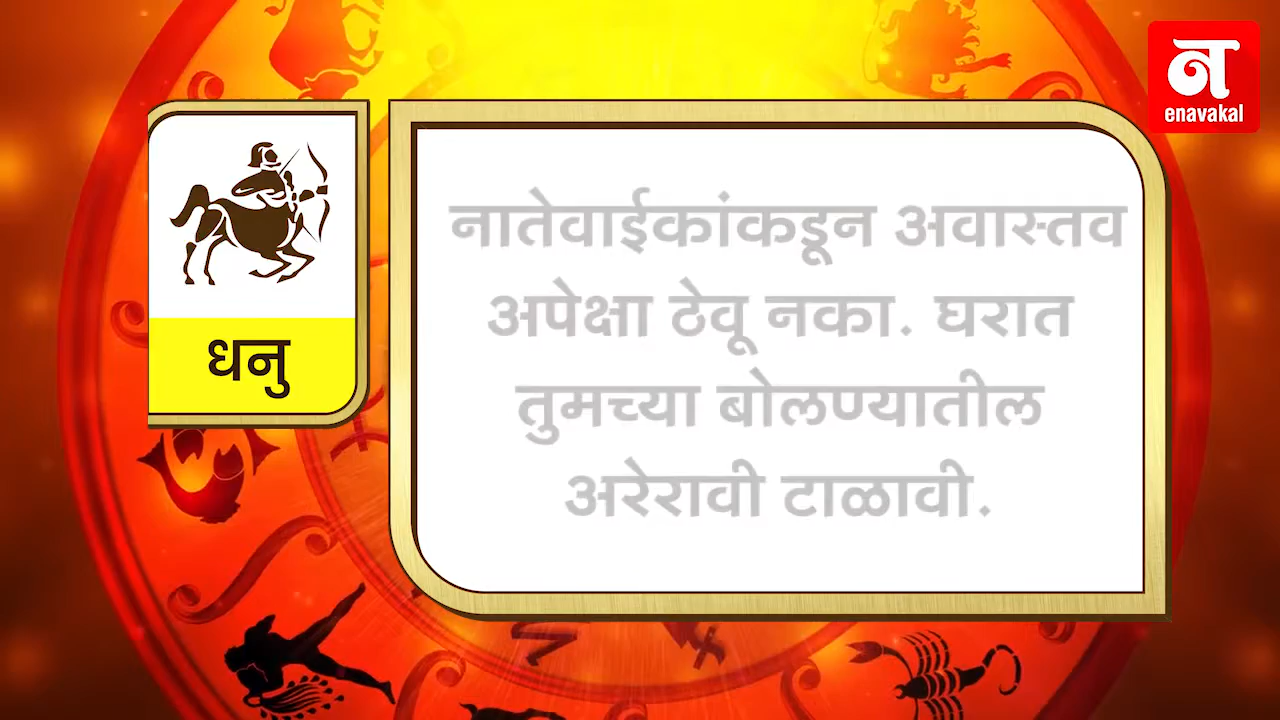 न
enavakal
धनु
नातेवाईकांकडून अवास्तव
अपेक्षा ठेवू नका. घरात
तुमच्या बोलण्यातील
अरेरावी टाळावी.